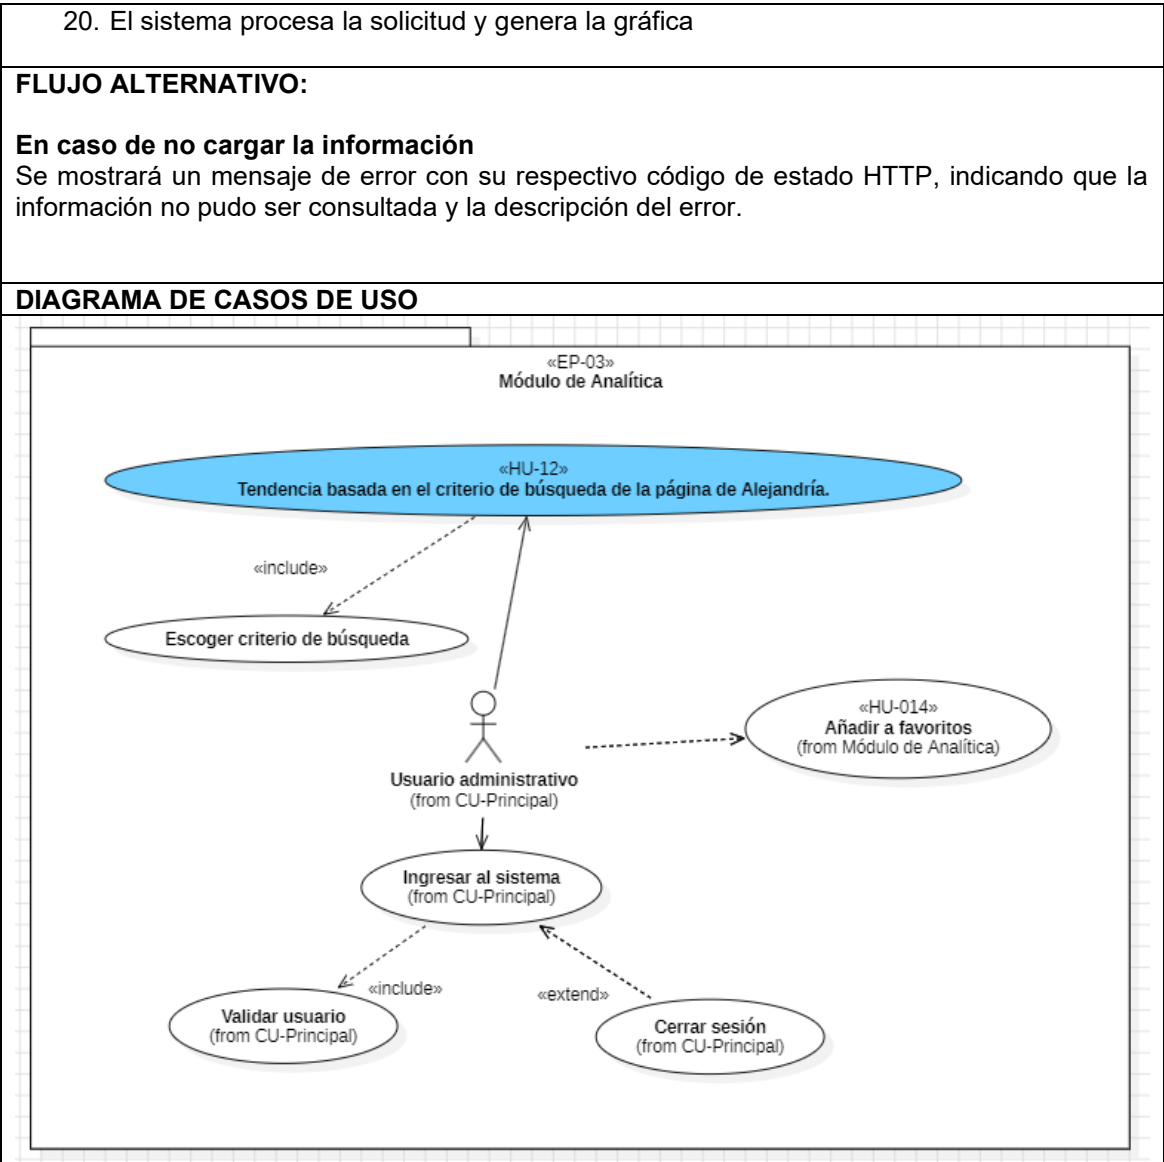 20. El sistema procesa la solicitud y genera la gráfica
FLUJO ALTERNATIVO:
En caso de no cargar la información
Se mostrará un mensaje de error con su respectivo código de estado HTTP, indicando que la
información no pudo ser consultada y la descripción del error.
DIAGRAMA DE CASOS DE USO
«EP-03»
Módulo de Analítica
«HU-12»
Tendencia basada en el criterio de búsqueda de la página de Alejandría.
«include»
Escoger criterio de búsqueda
«HU-014»
Añadir a favoritos
(from Módulo de Analítica)
Usuario administrativo
(from CU-Principal)
Ingresar al sistema
(from CU-Principal)
«include»
«extend»
Validar usuario
(from CU-Principal)
Cerrar sesión
(from CU-Principal)